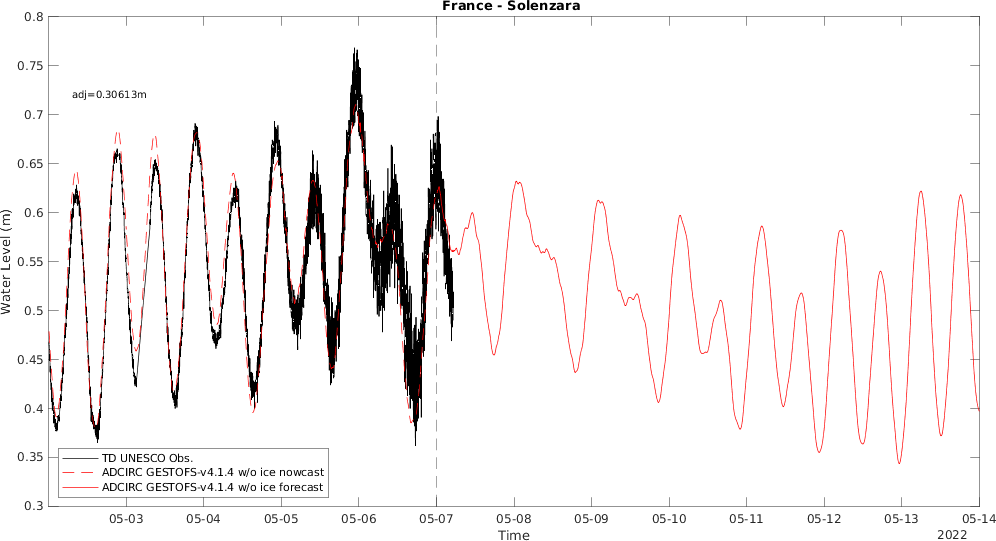 France - Solenzara
0.8
0.75
0.7
0.65
0.6
0.55
0.5
0.45
0.4
0.35
0.3
Water Level (m)
adj=0.30613m
TD UNESCO Obs.
ADCIRC GESTOFS-v4.1.4 w/o ice nowcast
ADCIRC GESTOFS-v4.1.4 w/o ice forecast
05-03 05-04 05-05 05-06 05-07 05-08 05-09 05-10 05-11 05-12 05-13 05-14
Time
2022